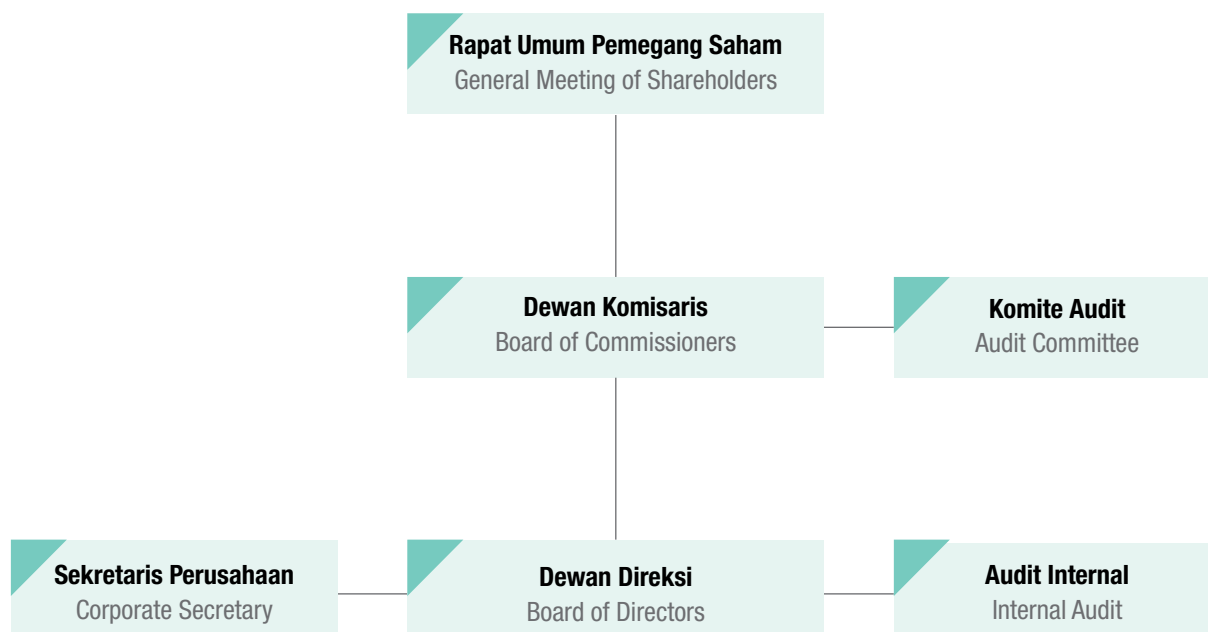 Rapat Umum Pemegang Saham
General Meeting of Shareholders
Dewan Komisaris
Board of Commissioners
Komite Audit
Audit Committee
Sekretaris Perusahaan
Corporate Secretary
Dewan Direksi
Board of Directors
Audit Internal
Internal Audit